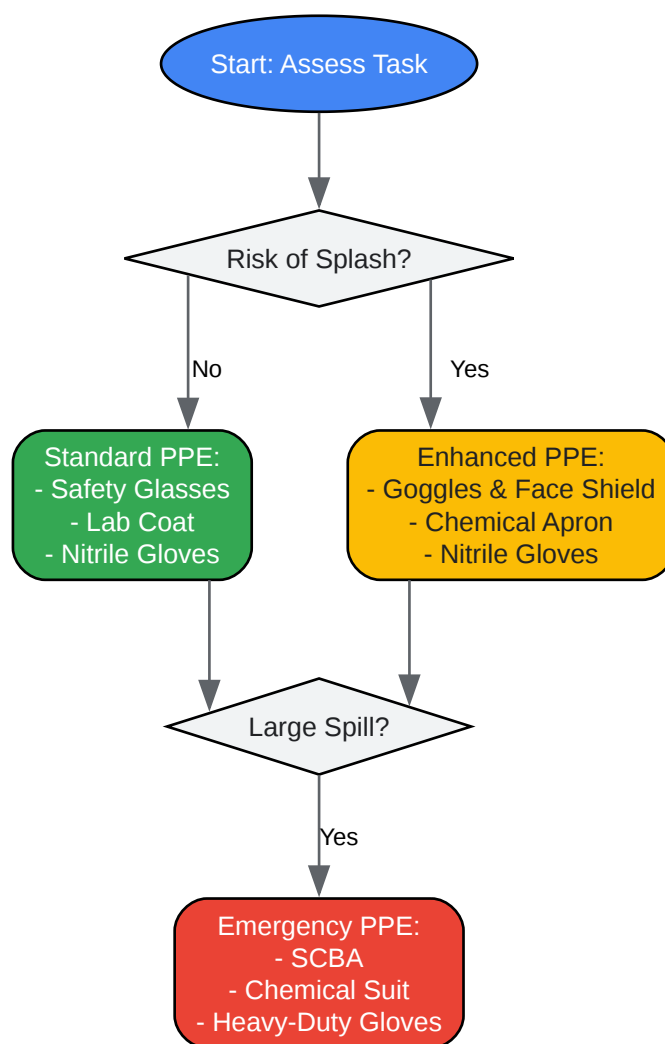 Start: Assess Task
Risk of Splash?
No
Yes
Standard PPE:
- Safety Glasses
- Lab Coat
- Nitrile Gloves
Enhanced PPE:
- Goggles & Face Shield
- Chemical Apron
- Nitrile Gloves
Large Spill?
Yes
Emergency PPE:
- SCBA
- Chemical Suit
- Heavy-Duty Gloves